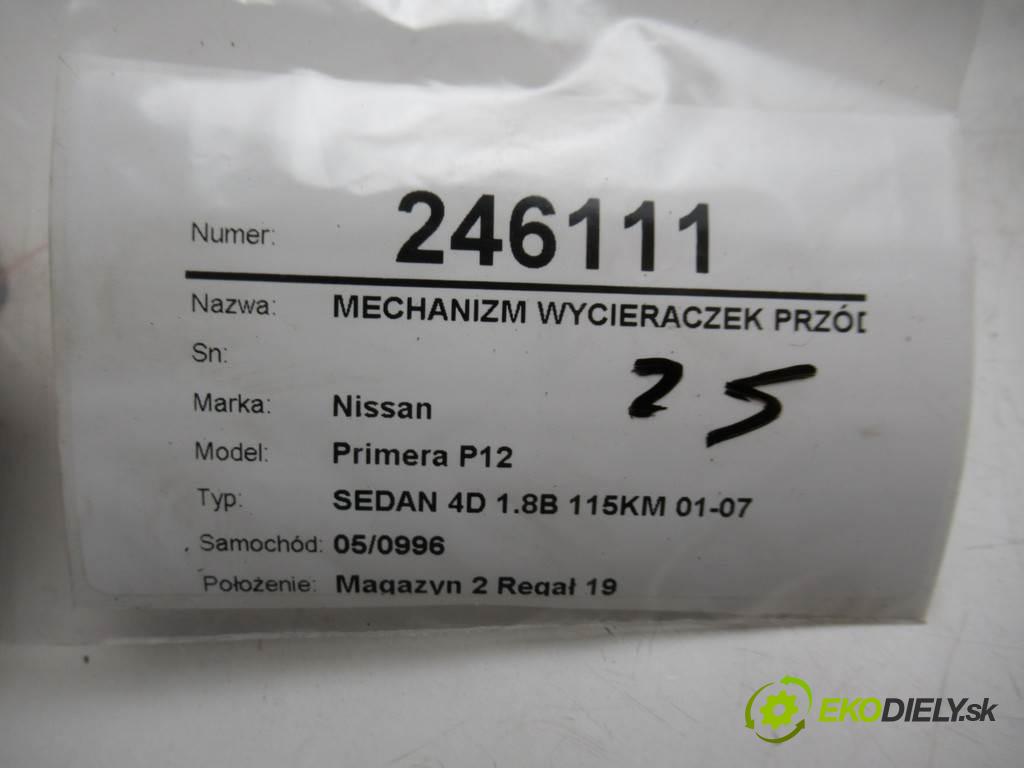 Numer: 246111
Nazwa: MECHANIZM WYCIERACZEK PRZÓD
Sn:
25
Marka: Nissan
Model: Primera P12
Typ: SEDAN 4D 1.8B 115KM 01-07
Samochód: 05/0996
Położenie: Magazyn 2 Regał 19
EKODIELY.sk